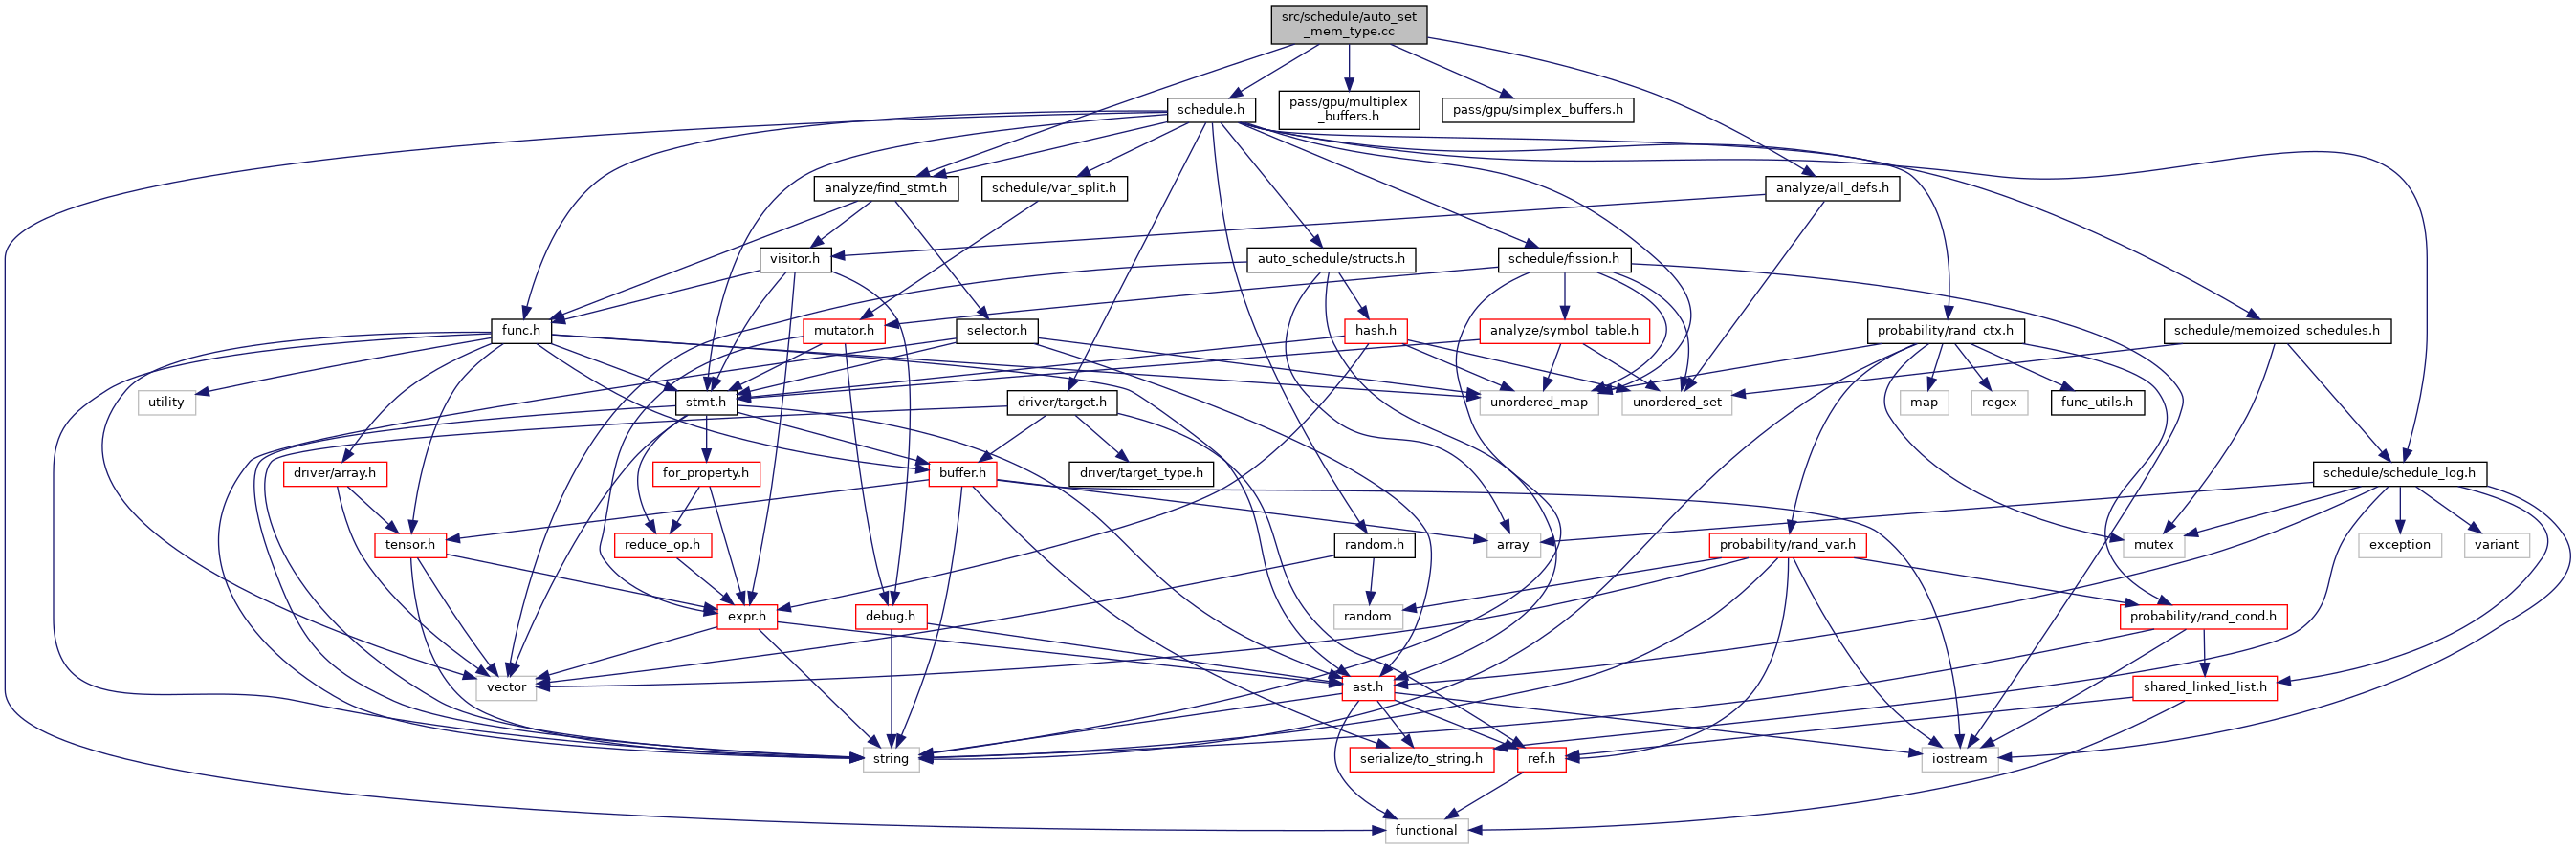 src/schedule/auto_set
_mem_type.cc
schedule.h
pass/gpu/multiplex
_buffers.h
pass/gpu/simplex_buffers.h
analyze/find_stmt.h
schedule/var_split.h
analyze/all_defs.h
visitor.h
auto_schedule/structs.h
schedule/fission.h
func.h
mutator.h
selector.h
hash.h
analyze/symbol_table.h
probability/rand_ctx.h
schedule/memoized_schedules.h
utility
stmt.h
driver/target.h
unordered_map
unordered_set
map
regex
func_utils.h
driver/array.h
for_property.h
buffer.h
driver/target_type.h
schedule/schedule_log.h
tensor.h
reduce_op.h
array
random.h
probability/rand_var.h
mutex
exception
variant
expr.h
debug.h
random
probability/rand_cond.h
vector
ast.h
shared_linked_list.h
string
serialize/to_string.h
ref.h
iostream
functional